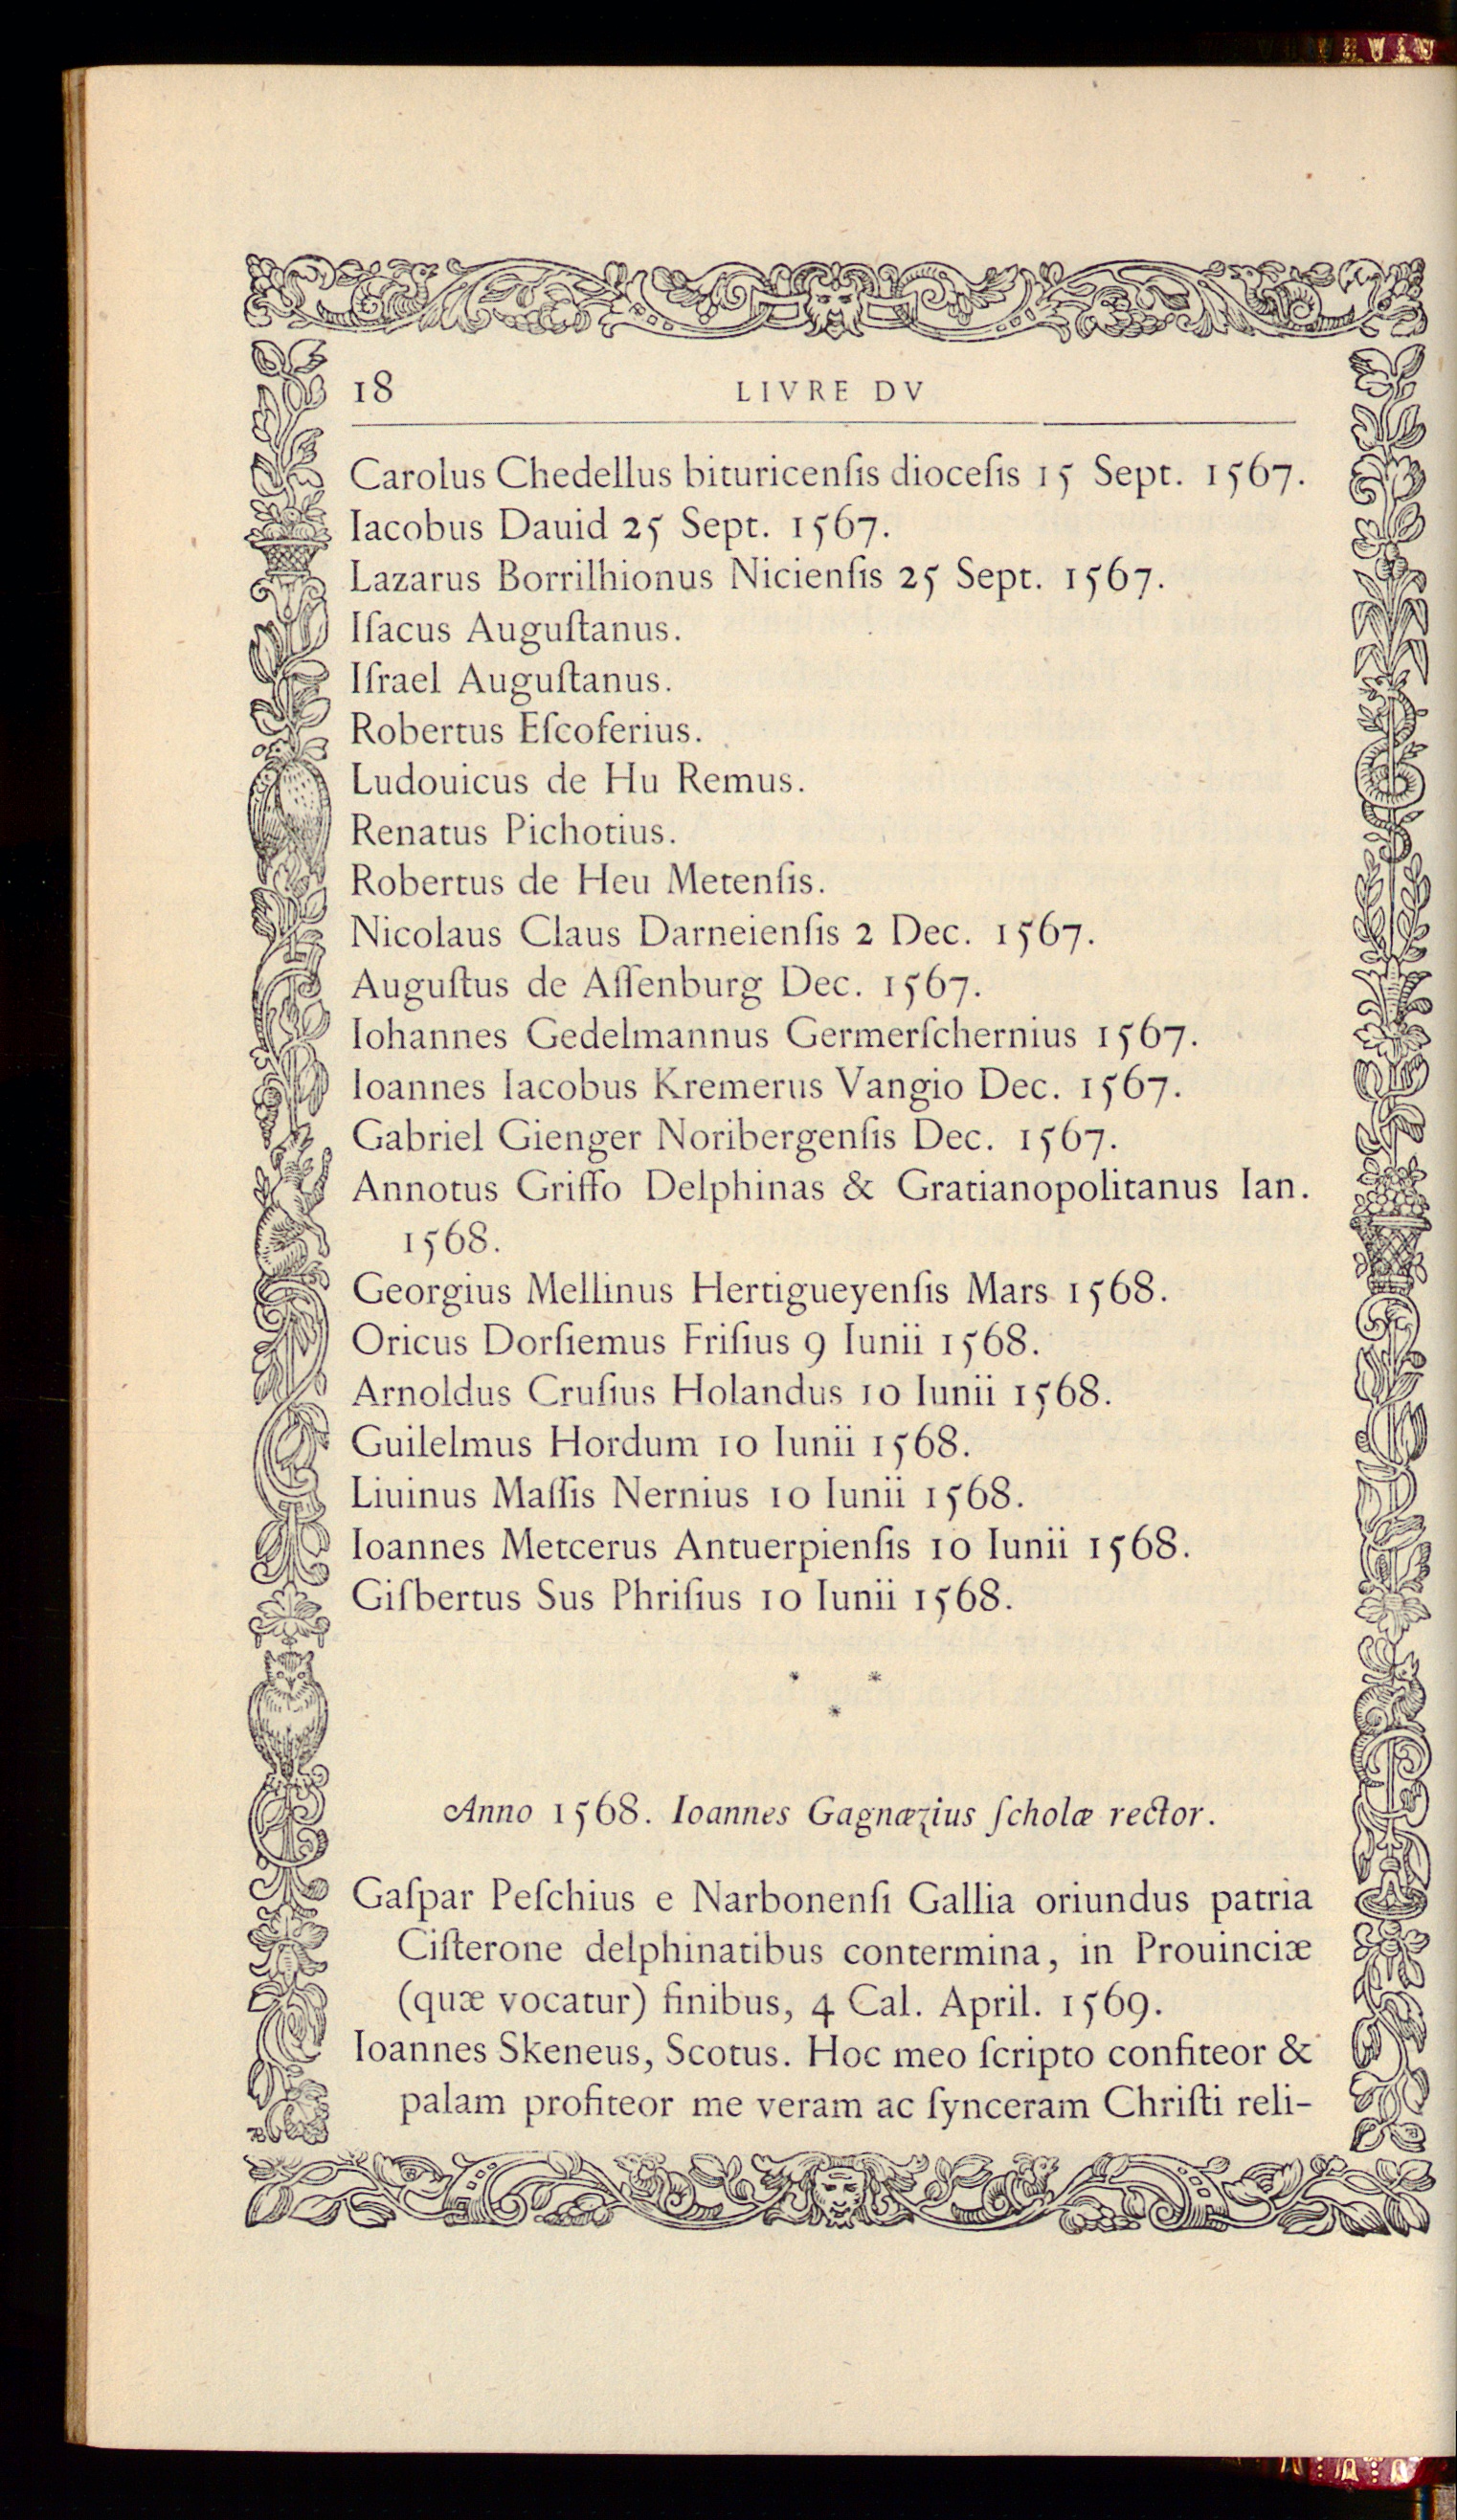 18 LIVRE DV
Carolus Chedellus bituricenſis dioceſis 15 Sept. 1567.
Iacobus Dauid 25 Sept. 1567.
Lazarus Borrilhionus Nicienſis 25 Sept. 1567.
Iſacus Auguſtanus.
Iſrael Auguſtanus.
Robertus Eſcoferius.
Ludouicus de Hu Remus.
Renatus Pichotius.
Robertus de Heu Metenſis.
Nicolaus Claus Darneienſis 2 Dec. 1567.
Auguſtus de Aſſenburg Dec. 1567.
Iohannes Gedelmannus Germerſchernius 1567.
Ioannes Iacobus Kremerus Vangio Dec. 1567.
Gabriel Gienger Noribergenſis Dec. 1567.
Annotus Griffo Delphinas & Gratianopolitanus Ian.
1568.
Georgius Mellinus Hertigueyenſis Mars 1568.
Oricus Dorſiemus Friſius 9 Iunii 1568.
Arnoldus Cruſius Holandus 10 Iunii 1568.
Guilelmus Hordum 10 Iunii 1568.
Liuinus Maſſis Nernius 10 Iunii 1568.
Ioannes Metcerus Antuerpienſis 10 Iunii 1568.
Giſbertus Sus Phriſius 10 Iunii 1568.
* *
*
Anno 1568. Ioannes Gagnæzius ſcholæ rector.
Gaſpar Peſchius e Narbonenſi Gallia oriundus patria
Ciſterone delphinatibus contermina, in Prouinciæ
(quæ vocatur) finibus, 4 Cal. April. 1569.
Ioannes Skeneus, Scotus. Hoc meo ſcripto confiteor &
palam profiteor me veram ac ſynceram Chriſti reli-